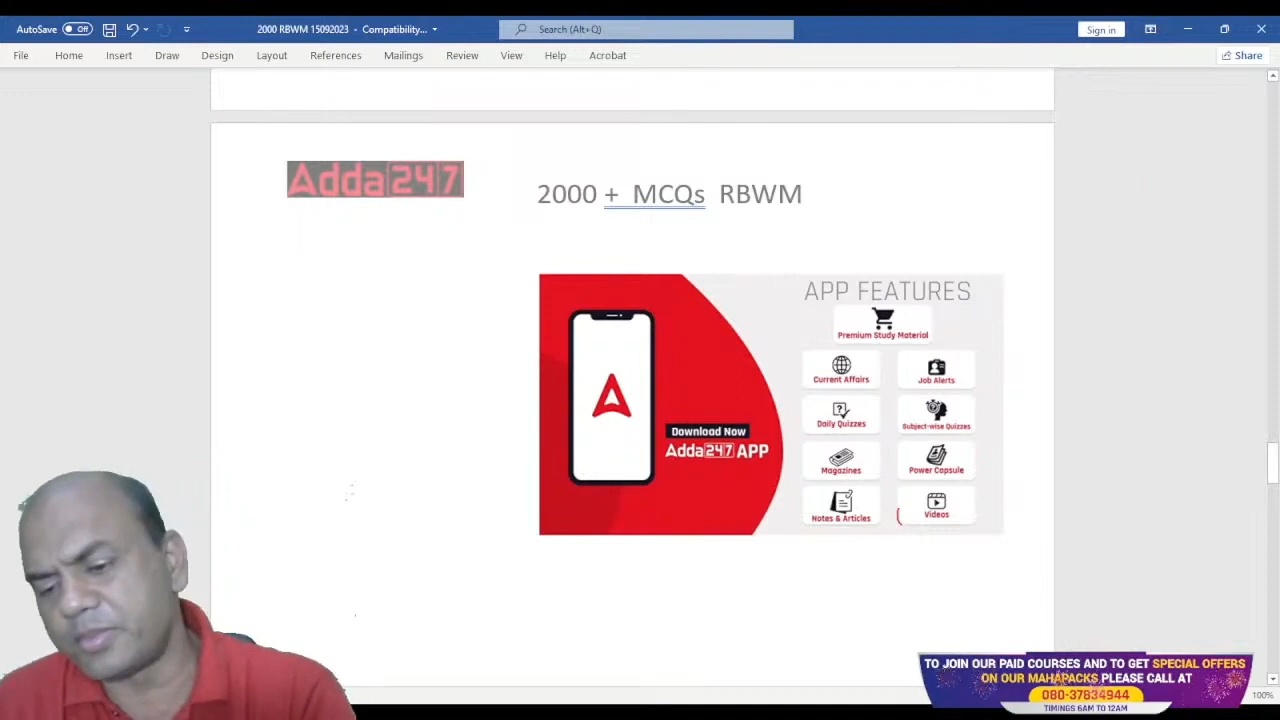 AutoSave Off 2000 RBWM 15092023 - Compatibility... Search (Alt+Q) Sign in
File Home Insert Draw Design Layout References Mailings Review View Help Acrobat Share
Adda247
2000 + MCQs RBWM
APP FEATURES
Premium Study Material
Current Affairs Job Alerts
Daily Quizzes Subject-wise Quizzes
Download Now
Adda247 APP
Magazines Power Capsule
Notes & Articles Videos
TO JOIN OUR PAID COURSES AND TO GET SPECIAL OFFERS
ON OUR MAHAPACKS PLEASE CALL AT
080-37834944
TIMINGS 6AM TO 12AM
100%